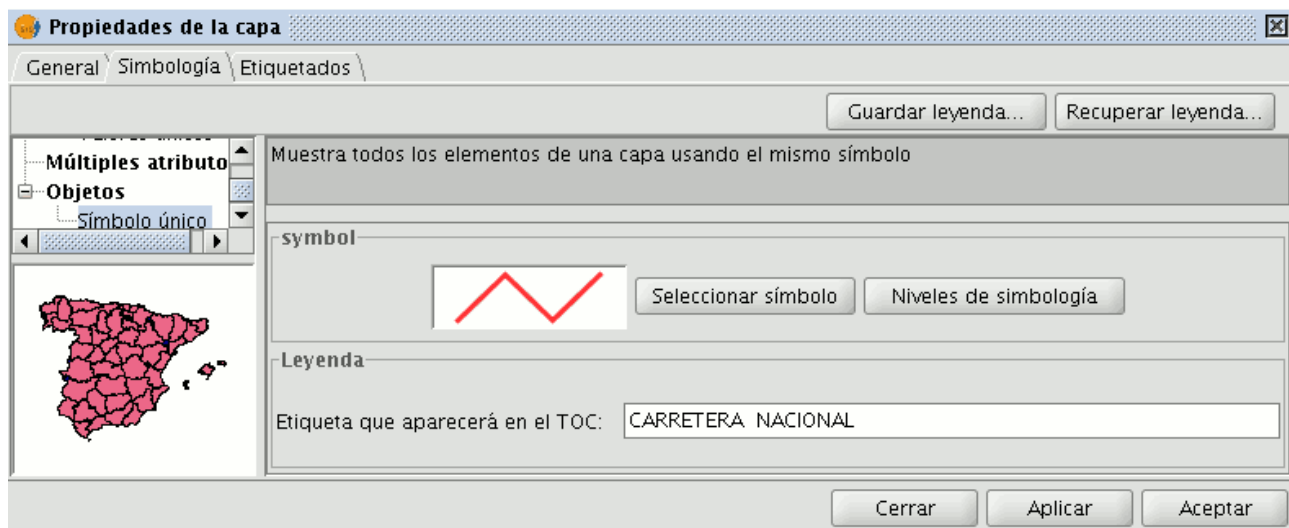 Propiedades de la capa
General Simbología Etiquetados
Guardar leyenda... Recuperar leyenda...
Múltiples atributo
Objetos
Símbolo único
Muestra todos los elementos de una capa usando el mismo símbolo
symbol
Seleccionar símbolo Niveles de simbología
Leyenda
Etiqueta que aparecerá en el TOC: CARRETERA NACIONAL
Cerrar Aplicar Aceptar